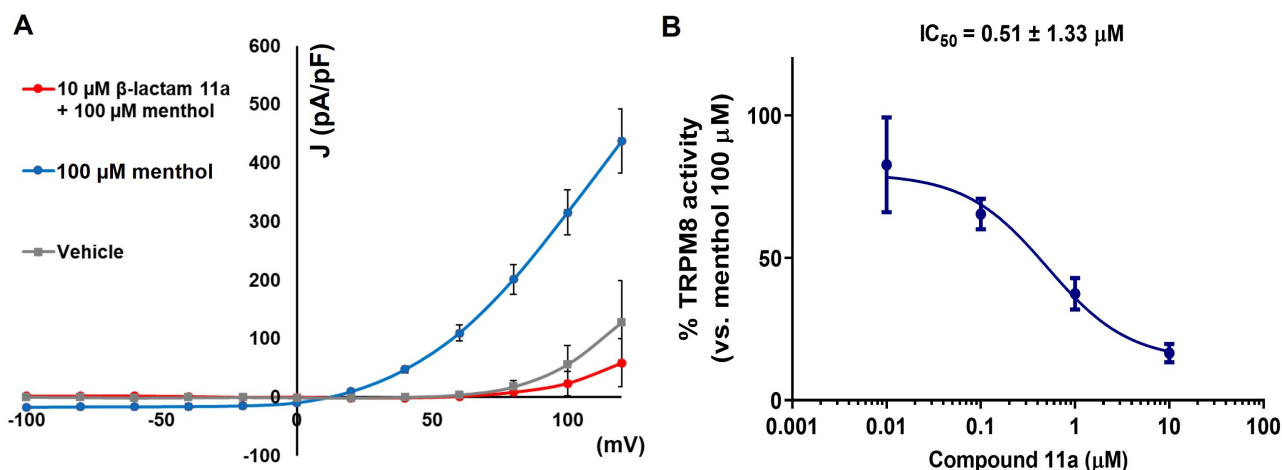 A
10 µM β-lactam 11a
+ 100 µM menthol
100 µM menthol
Vehicle
J (pA/pF)
600
500
400
300
200
100
0
-100
-100
-50
0
50
100
(mV)
B
IC50 = 0.51 ± 1.33 µM
% TRPM8 activity
(vs. menthol 100 µM)
100
50
0
0.001
0.01
0.1
1
10
100
Compound 11a (µM)